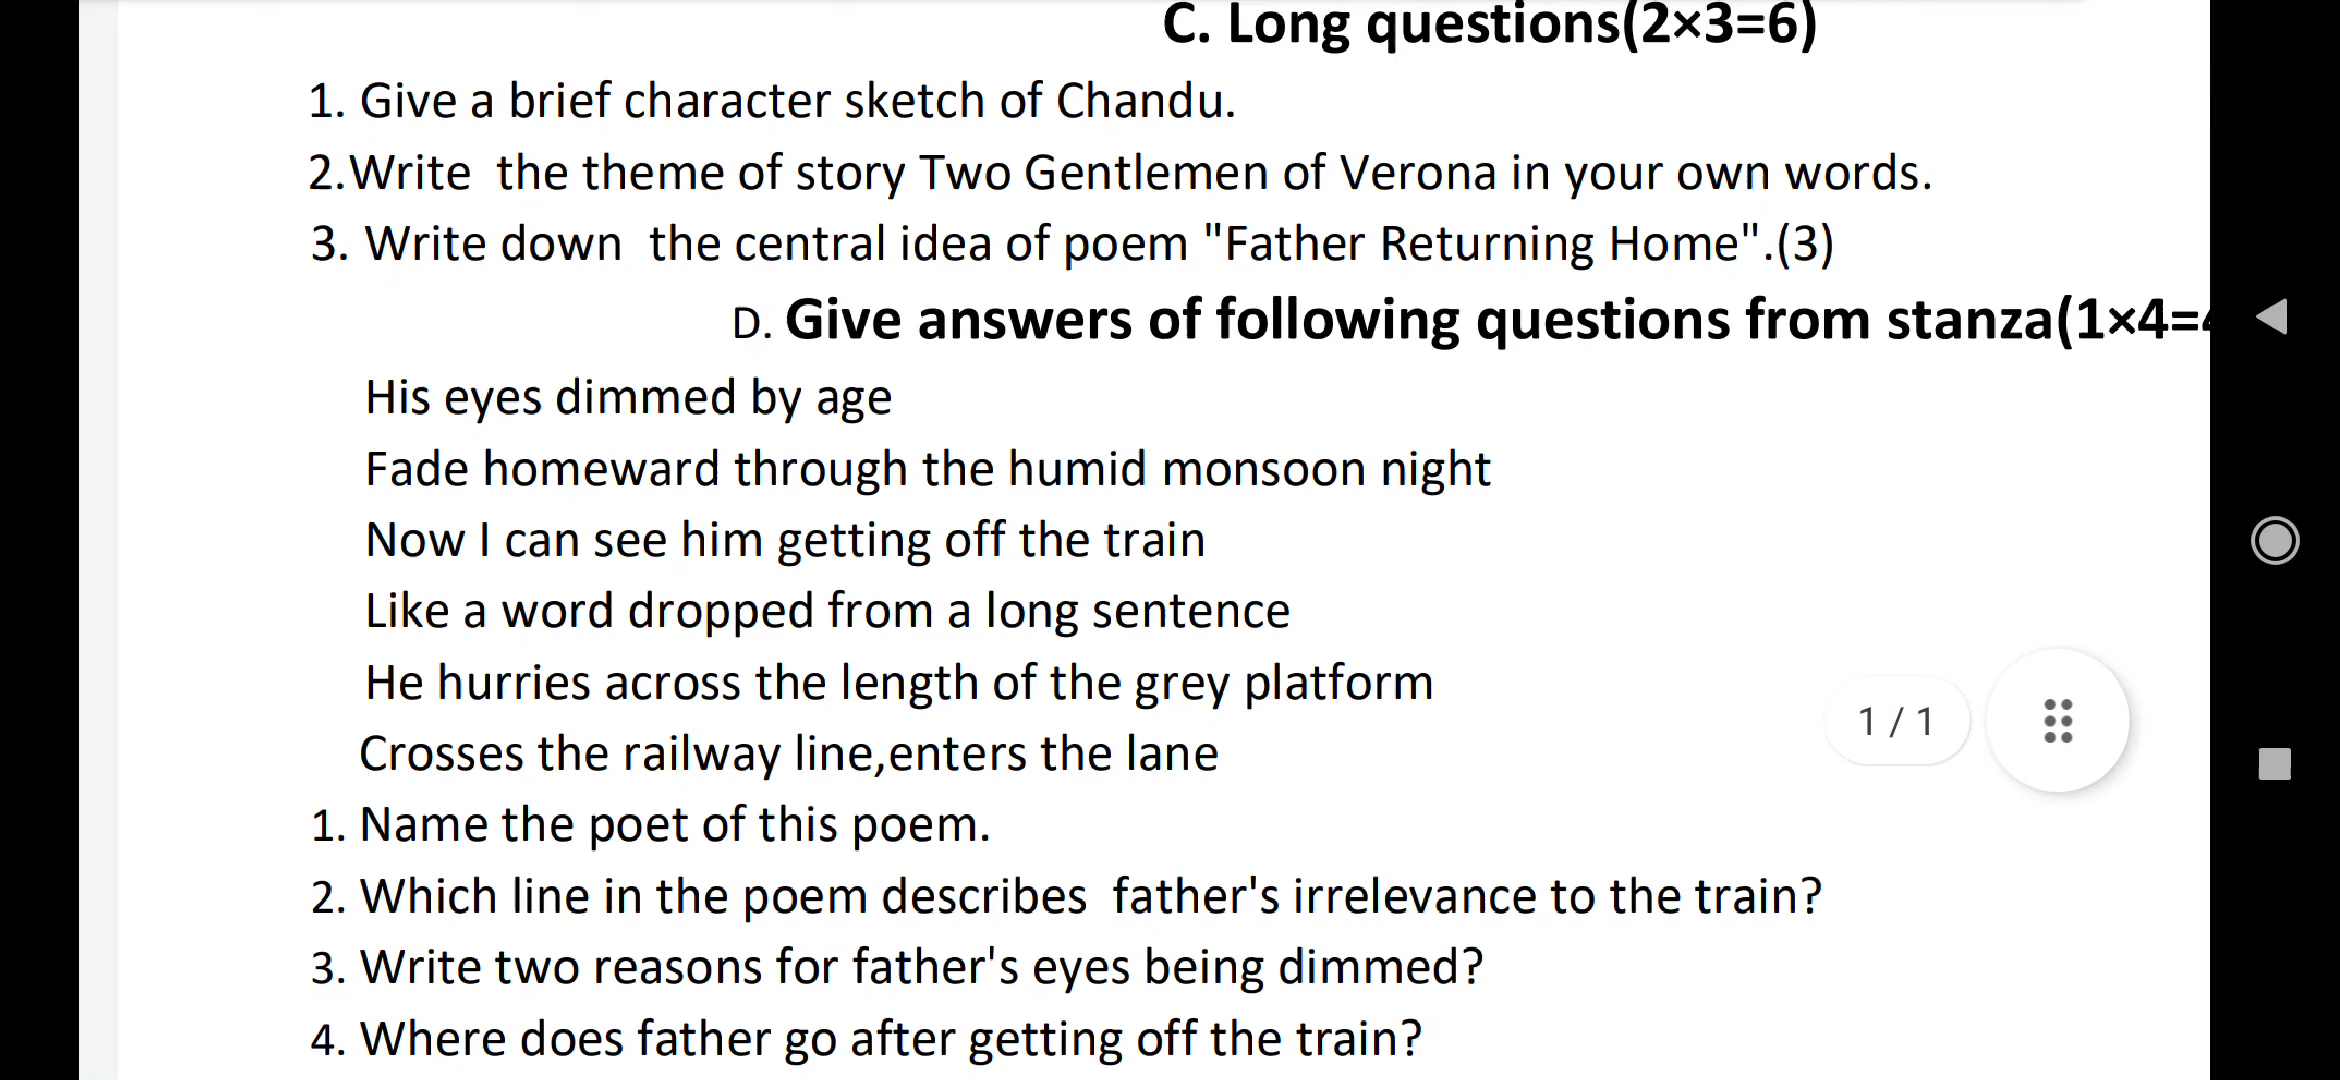 C. Long questions(2×3=6)
1. Give a brief character sketch of Chandu.
2.Write  the theme of story Two Gentlemen of Verona in your own words.
3. Write down  the central idea of poem "Father Returning Home".(3)
D. Give answers of following questions from stanza(1×4=
His eyes dimmed by age
Fade homeward through the humid monsoon night
Now I can see him getting off the train
Like a word dropped from a long sentence
He hurries across the length of the grey platform
Crosses the railway line,enters the lane
1 / 1
1. Name the poet of this poem.
2. Which line in the poem describes  father's irrelevance to the train?
3. Write two reasons for father's eyes being dimmed?
4. Where does father go after getting off the train?